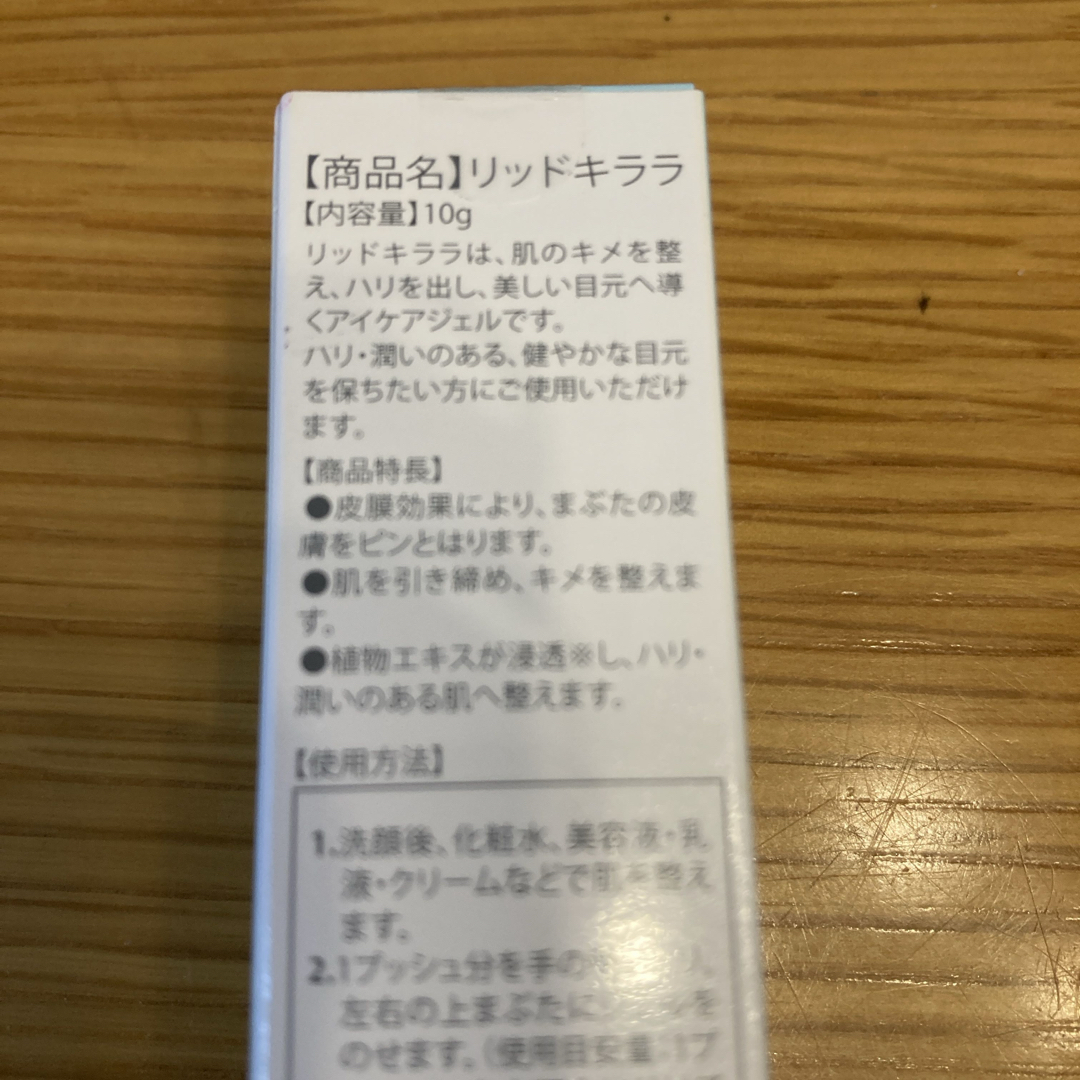 【商品名】リッドキララ
【内容量】10g
リッドキララは、肌のキメを整
え、ハリを出し、美しい目元へ導
くアイケアジェルです。
ハリ・潤いのある、健やかな目元
を保ちたい方にご使用いただけ
ます。
【商品特長】
●皮膜効果により、まぶたの皮
膚をピンとはります。
●肌を引き締め、キメを整えま
す。
●植物エキスが浸透※し、ハリ・
潤いのある肌へ整えます。
【使用方法】
1.洗顔後、化粧水、美容液・乳
液・クリームなどで肌を整え
ます。
2.1プッシュ分を手の
左右の上まぶたに
のせます。(使用目安量:1プ